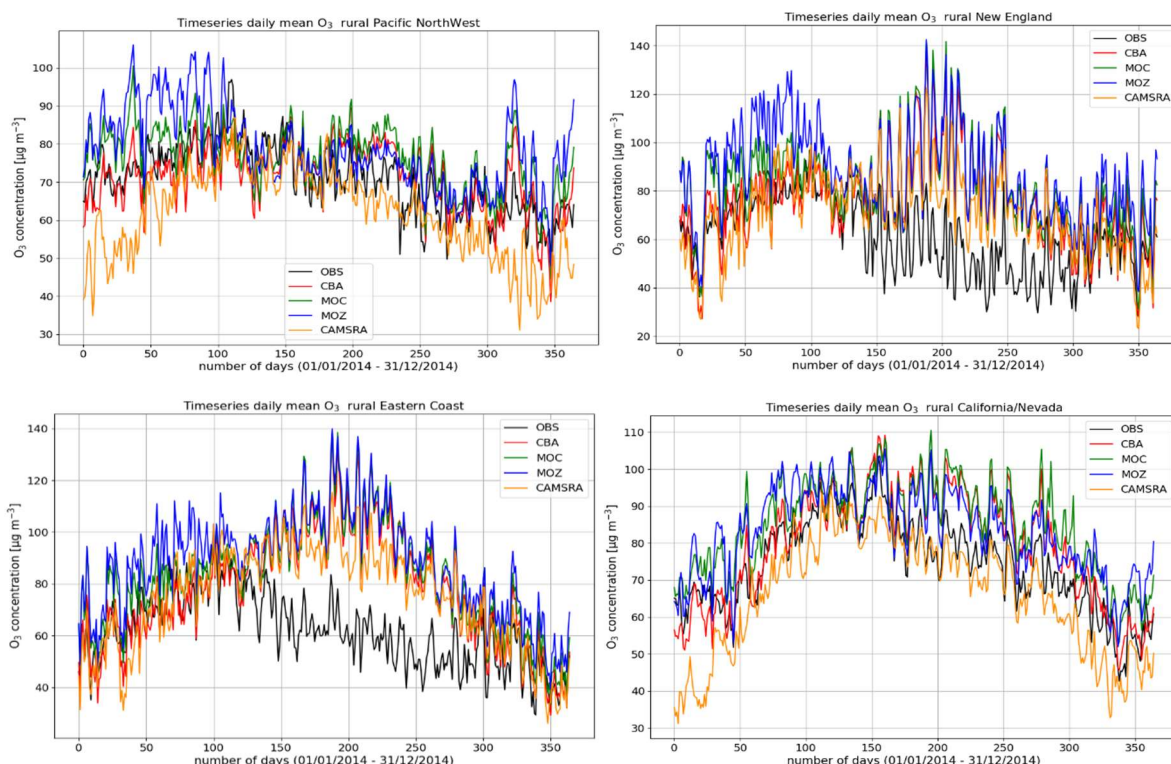 Timeseries daily mean O₃ rural Pacific NorthWest
O₃ concentration [µg m⁻³]
100
90
80
70
60
50
40
30
OBS
CBA
MOC
MOZ
CAMSRA
0 50 100 150 200 250 300 350
number of days (01/01/2014 - 31/12/2014)
Timeseries daily mean O₃ rural New England
O₃ concentration [µg m⁻³]
140
120
100
80
60
40
20
OBS
CBA
MOC
MOZ
CAMSRA
0 50 100 150 200 250 300 350
number of days (01/01/2014 - 31/12/2014)
Timeseries daily mean O₃ rural Eastern Coast
O₃ concentration [µg m⁻³]
140
120
100
80
60
40
OBS
CBA
MOC
MOZ
CAMSRA
0 50 100 150 200 250 300 350
number of days (01/01/2014 - 31/12/2014)
Timeseries daily mean O₃ rural California/Nevada
O₃ concentration [µg m⁻³]
110
100
90
80
70
60
50
40
30
OBS
CBA
MOC
MOZ
CAMSRA
0 50 100 150 200 250 300 350
number of days (01/01/2014 - 31/12/2014)